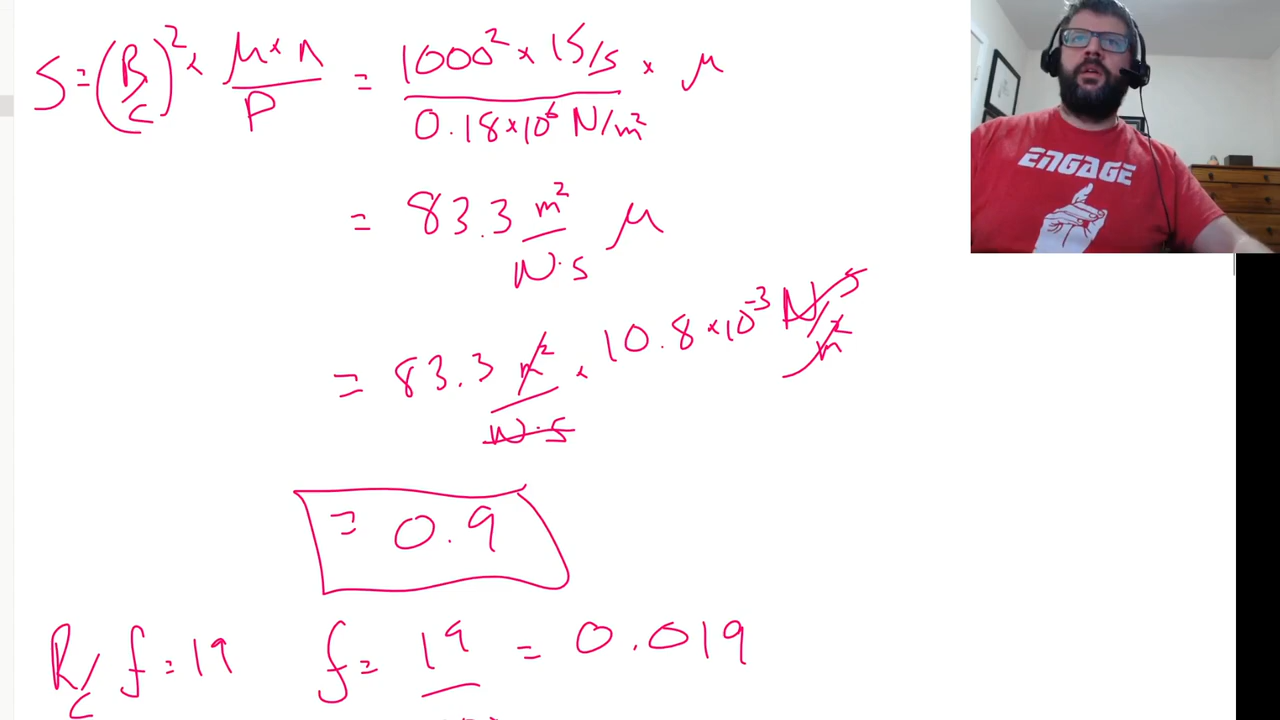 S = (R/C)² × μ × n / P = 1000² × 15/s / 0.18 × 10⁶ N/m² × μ
= 83.3 m²/N·s μ
= 83.3 m²/N·s × 10.8 × 10⁻³ N·s/m²
= 0.9
R/C f = 19 f = 19/ = 0.019
ENGAGE